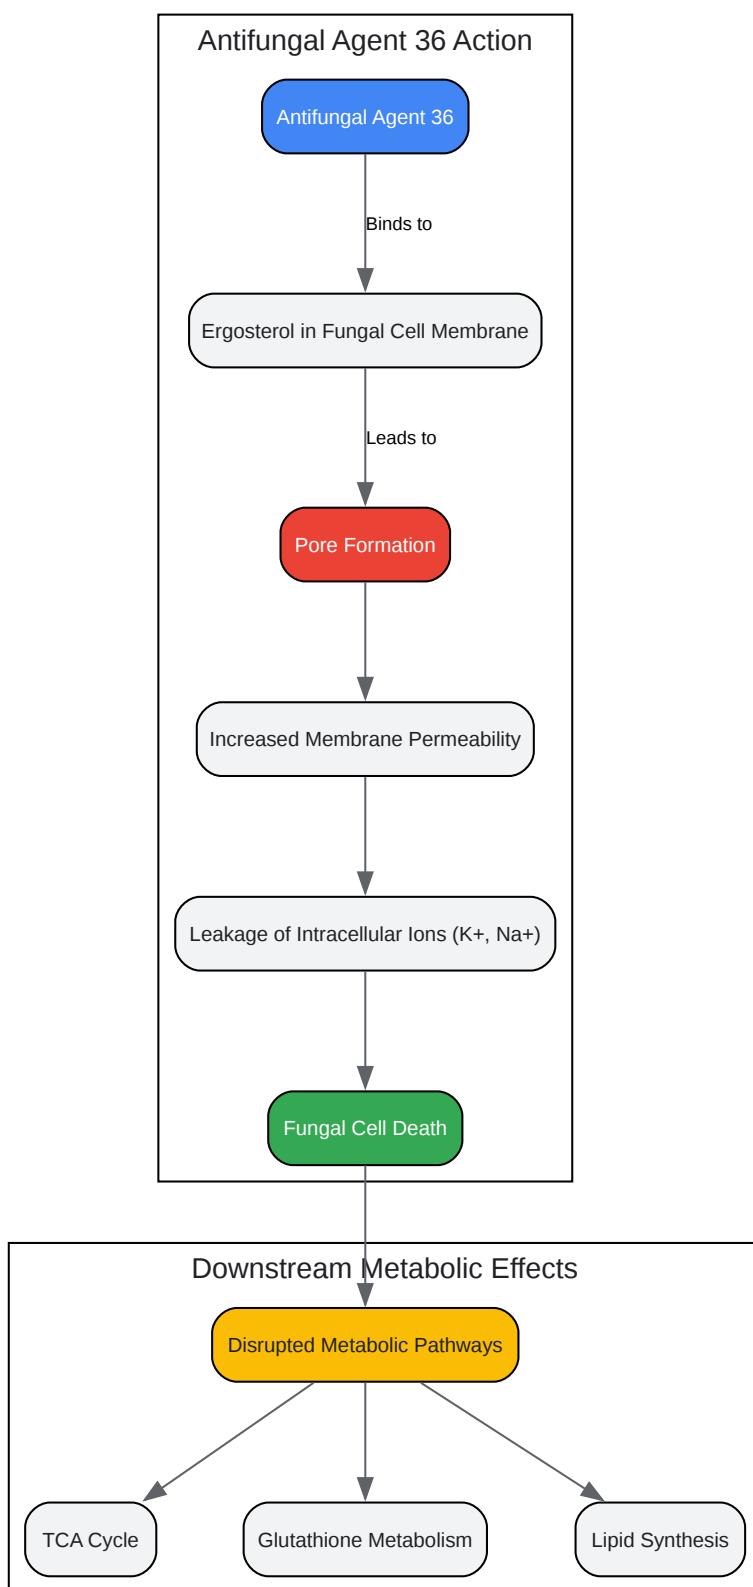 Antifungal Agent 36 Action
Antifungal Agent 36
Binds to
Ergosterol in Fungal Cell Membrane
Leads to
Pore Formation
Increased Membrane Permeability
Leakage of Intracellular Ions (K+, Na+)
Fungal Cell Death
Downstream Metabolic Effects
Disrupted Metabolic Pathways
TCA Cycle
Glutathione Metabolism
Lipid Synthesis